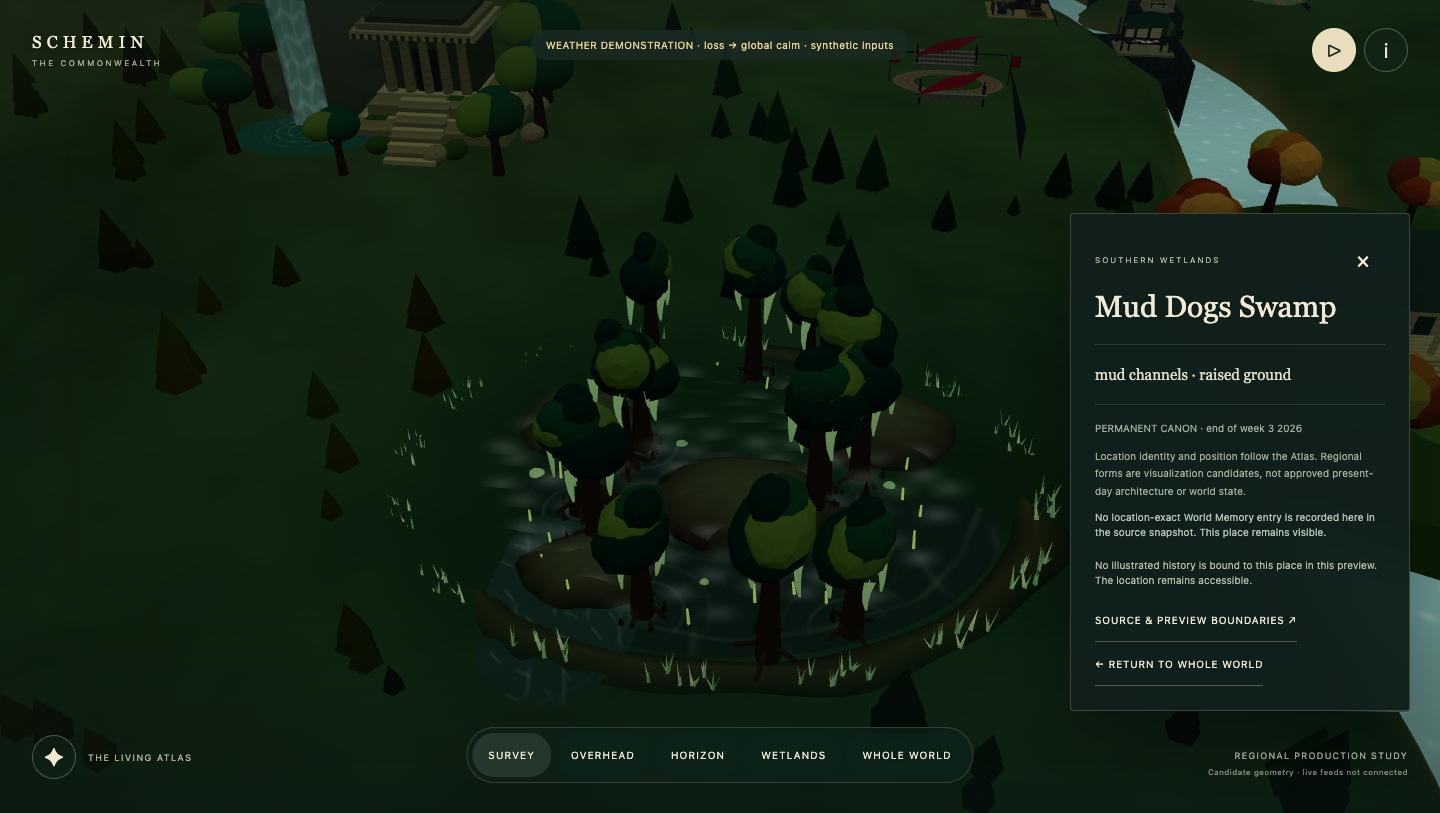 SCHEMIN
THE COMMONWEALTH
WEATHER DEMONSTRATION · loss → global calm · synthetic inputs
i
SOUTHERN WETLANDS
×
Mud Dogs Swamp
mud channels · raised ground
PERMANENT CANON · end of week 3 2026
Location identity and position follow the Atlas. Regional
forms are visualization candidates, not approved present-
day architecture or world state.
No location-exact World Memory entry is recorded here in
the source snapshot. This place remains visible.
No illustrated history is bound to this place in this preview.
The location remains accessible.
SOURCE & PREVIEW BOUNDARIES ↗
← RETURN TO WHOLE WORLD
THE LIVING ATLAS
SURVEY
OVERHEAD
HORIZON
WETLANDS
WHOLE WORLD
REGIONAL PRODUCTION STUDY
Candidate geometry · live feeds not connected